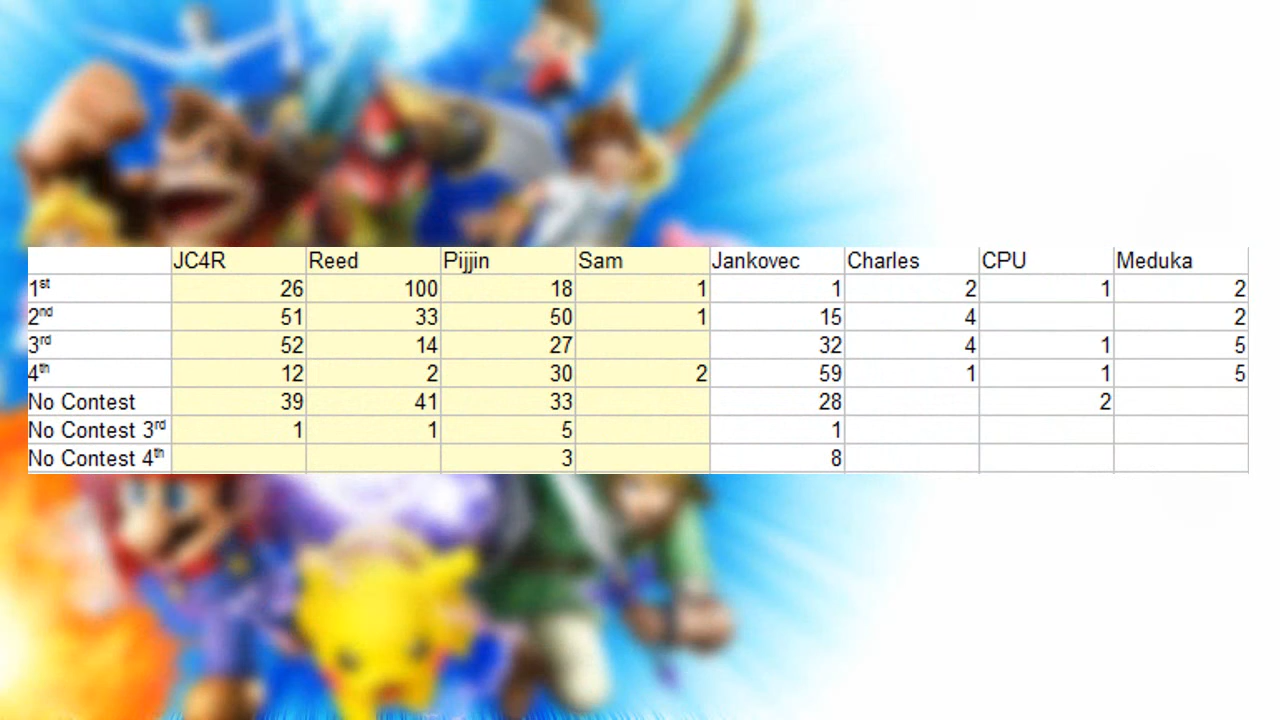 JC4R Reed Pijjin Sam Jankovec Charles CPU Meduka
1st 26 100 18 1 1 2 1 2
2nd 51 33 50 1 15 4 2
3rd 52 14 27 32 4 1 5
4th 12 2 30 2 59 1 1 5
No Contest 39 41 33 28 2
No Contest 3rd 1 1 5 1
No Contest 4th 3 8